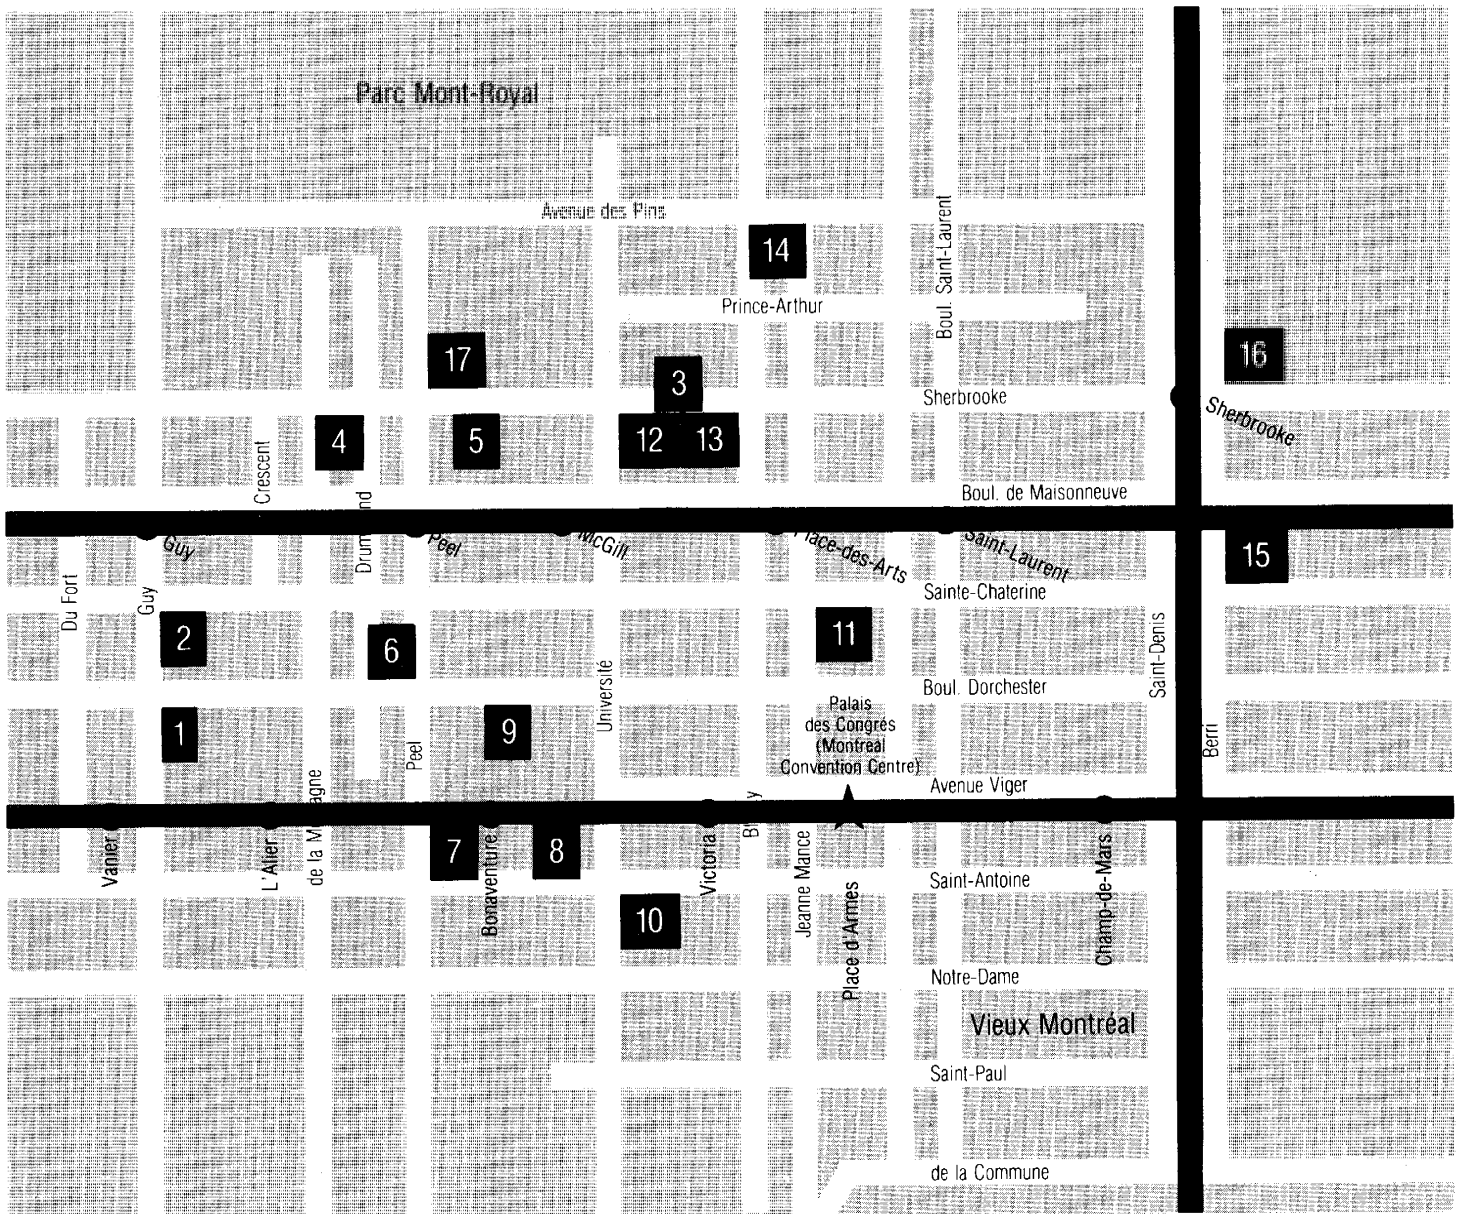 Parc Mont-Royal
Avenue des Pins
14
Boul. Saint-Laurent
Prince-Arthur
17
16
3
Sherbrooke
Sherbrooke
4
5
12
13
Crescent
Boul. de Maisonneuve
Guy
Peel
McGill
Place-des-Arts
Saint-Laurent
15
Du Fort
Guy
Sainte-Chaterine
2
6
11
Saint-Denis
Université
Boul. Dorchester
Palais
des Congrés
(Montréal
Convention Centre)
1
9
Peel
Berri
Avenue Viger
7
8
Vanier
L'Alier
de la
Bonaventure
Victoria
Jeanne Mance
Place d'Armes
Champ-de-Mars
Saint-Antoine
10
Notre-Dame
Vieux Montréal
Saint-Paul
de la Commune